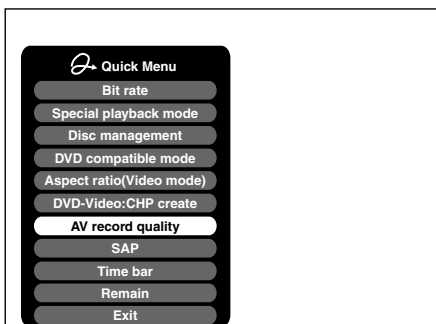 Quick Menu
Bit rate
Special playback mode
Disc management
DVD compatible mode
Aspect ratio(Video mode)
DVD-Video:CHP create
AV record quality
SAP
Time bar
Remain
Exit